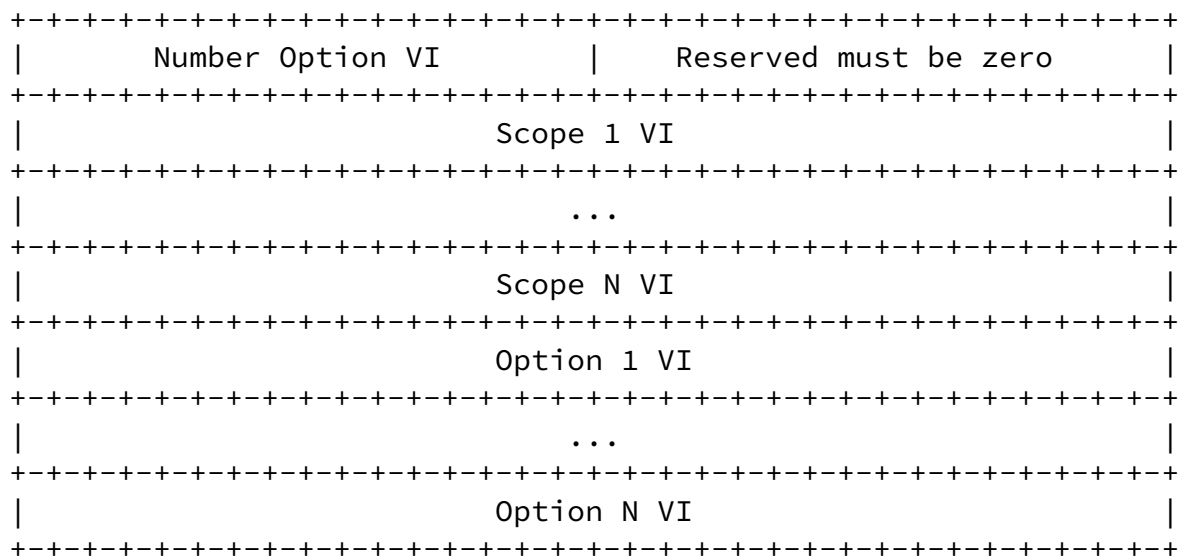 +-+-+-+-+-+-+-+-+-+-+-+-+-+-+-+-+-+-+-+-+-+-+-+-+-+-+-+-+-+-+-+-+
|       Number Option VI        |    Reserved must be zero      |
+-+-+-+-+-+-+-+-+-+-+-+-+-+-+-+-+-+-+-+-+-+-+-+-+-+-+-+-+-+-+-+-+
|                          Scope 1 VI                           |
+-+-+-+-+-+-+-+-+-+-+-+-+-+-+-+-+-+-+-+-+-+-+-+-+-+-+-+-+-+-+-+-+
|                              ...                              |
+-+-+-+-+-+-+-+-+-+-+-+-+-+-+-+-+-+-+-+-+-+-+-+-+-+-+-+-+-+-+-+-+
|                          Scope N VI                           |
+-+-+-+-+-+-+-+-+-+-+-+-+-+-+-+-+-+-+-+-+-+-+-+-+-+-+-+-+-+-+-+-+
|                          Option 1 VI                          |
+-+-+-+-+-+-+-+-+-+-+-+-+-+-+-+-+-+-+-+-+-+-+-+-+-+-+-+-+-+-+-+-+
|                              ...                              |
+-+-+-+-+-+-+-+-+-+-+-+-+-+-+-+-+-+-+-+-+-+-+-+-+-+-+-+-+-+-+-+-+
|                          Option N VI                          |
+-+-+-+-+-+-+-+-+-+-+-+-+-+-+-+-+-+-+-+-+-+-+-+-+-+-+-+-+-+-+-+-+